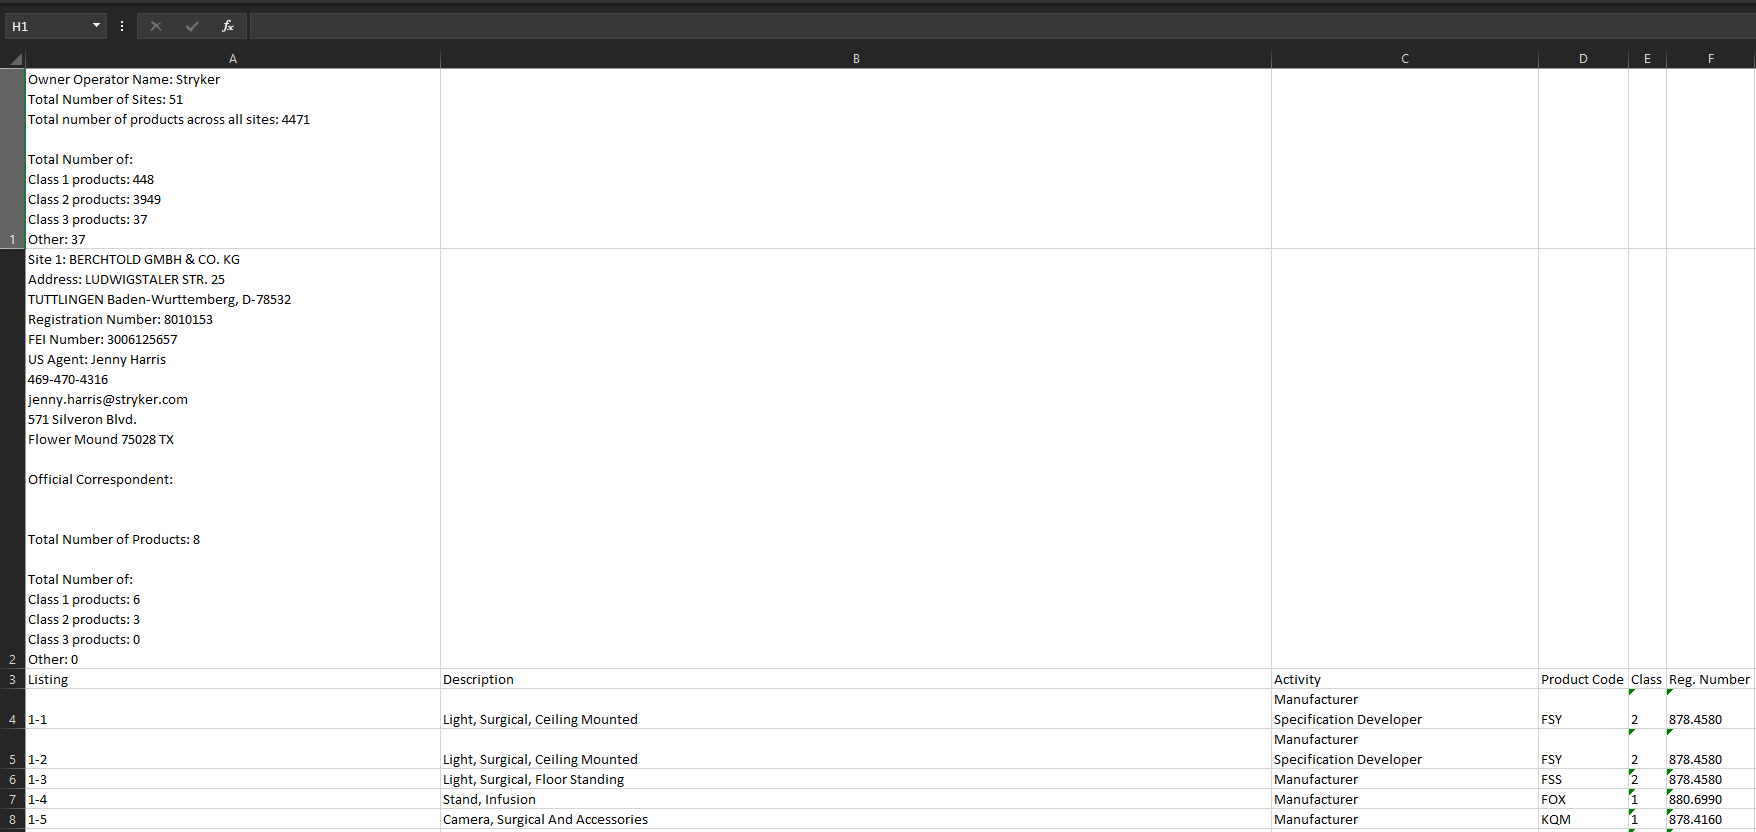 H1
fx
A B C D E F
Owner Operator Name: Stryker
Total Number of Sites: 51
Total number of products across all sites: 4471
Total Number of:
Class 1 products: 448
Class 2 products: 3949
Class 3 products: 37
1 Other: 37
Site 1: BERCHTOLD GMBH & CO. KG
Address: LUDWIGSTALER STR. 25
TUTTLINGEN Baden-Wurttemberg, D-78532
Registration Number: 8010153
FEI Number: 3006125657
US Agent: Jenny Harris
469-470-4316
jenny.harris@stryker.com
571 Silveron Blvd.
Flower Mound 75028 TX
Official Correspondent:
Total Number of Products: 8
Total Number of:
Class 1 products: 6
Class 2 products: 3
Class 3 products: 0
2 Other: 0
3 Listing Description Activity Product Code Class Reg. Number
Manufacturer
4 1-1 Light, Surgical, Ceiling Mounted Specification Developer FSY 2 878.4580
Manufacturer
5 1-2 Light, Surgical, Ceiling Mounted Specification Developer FSY 2 878.4580
6 1-3 Light, Surgical, Floor Standing Manufacturer FSS 2 878.4580
7 1-4 Stand, Infusion Manufacturer FOX 1 880.6990
8 1-5 Camera, Surgical And Accessories Manufacturer KQM 1 878.4160